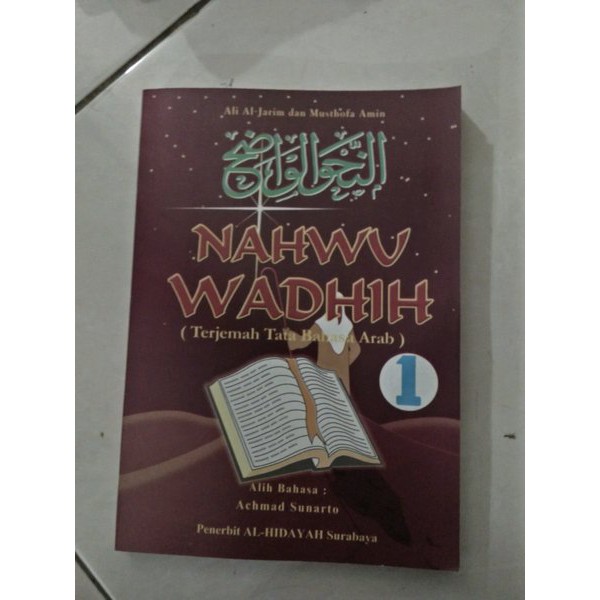 Ali Al-Jarim dan Musthofa Amin
النحو الواضح
NAHWU
WADHIH
( Terjemah Tata Bahasa Arab )
1
Alih Bahasa :
Achmad Sunarto
Penerbit AL-HIDAYAH Surabaya